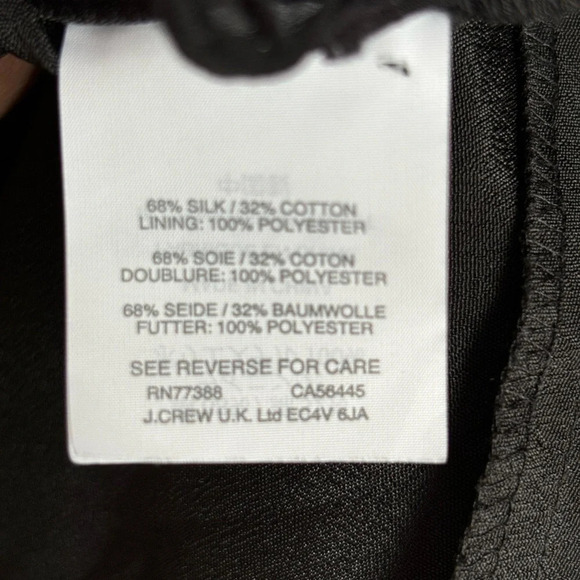 68% SILK / 32% COTTON
LINING: 100% POLYESTER
68% SOIE / 32% COTON
DOUBLURE: 100% POLYESTER
68% SEIDE / 32% BAUMWOLLE
FUTTER: 100% POLYESTER
SEE REVERSE FOR CARE
RN77388 CA56445
J.CREW U.K. Ltd EC4V 6JA